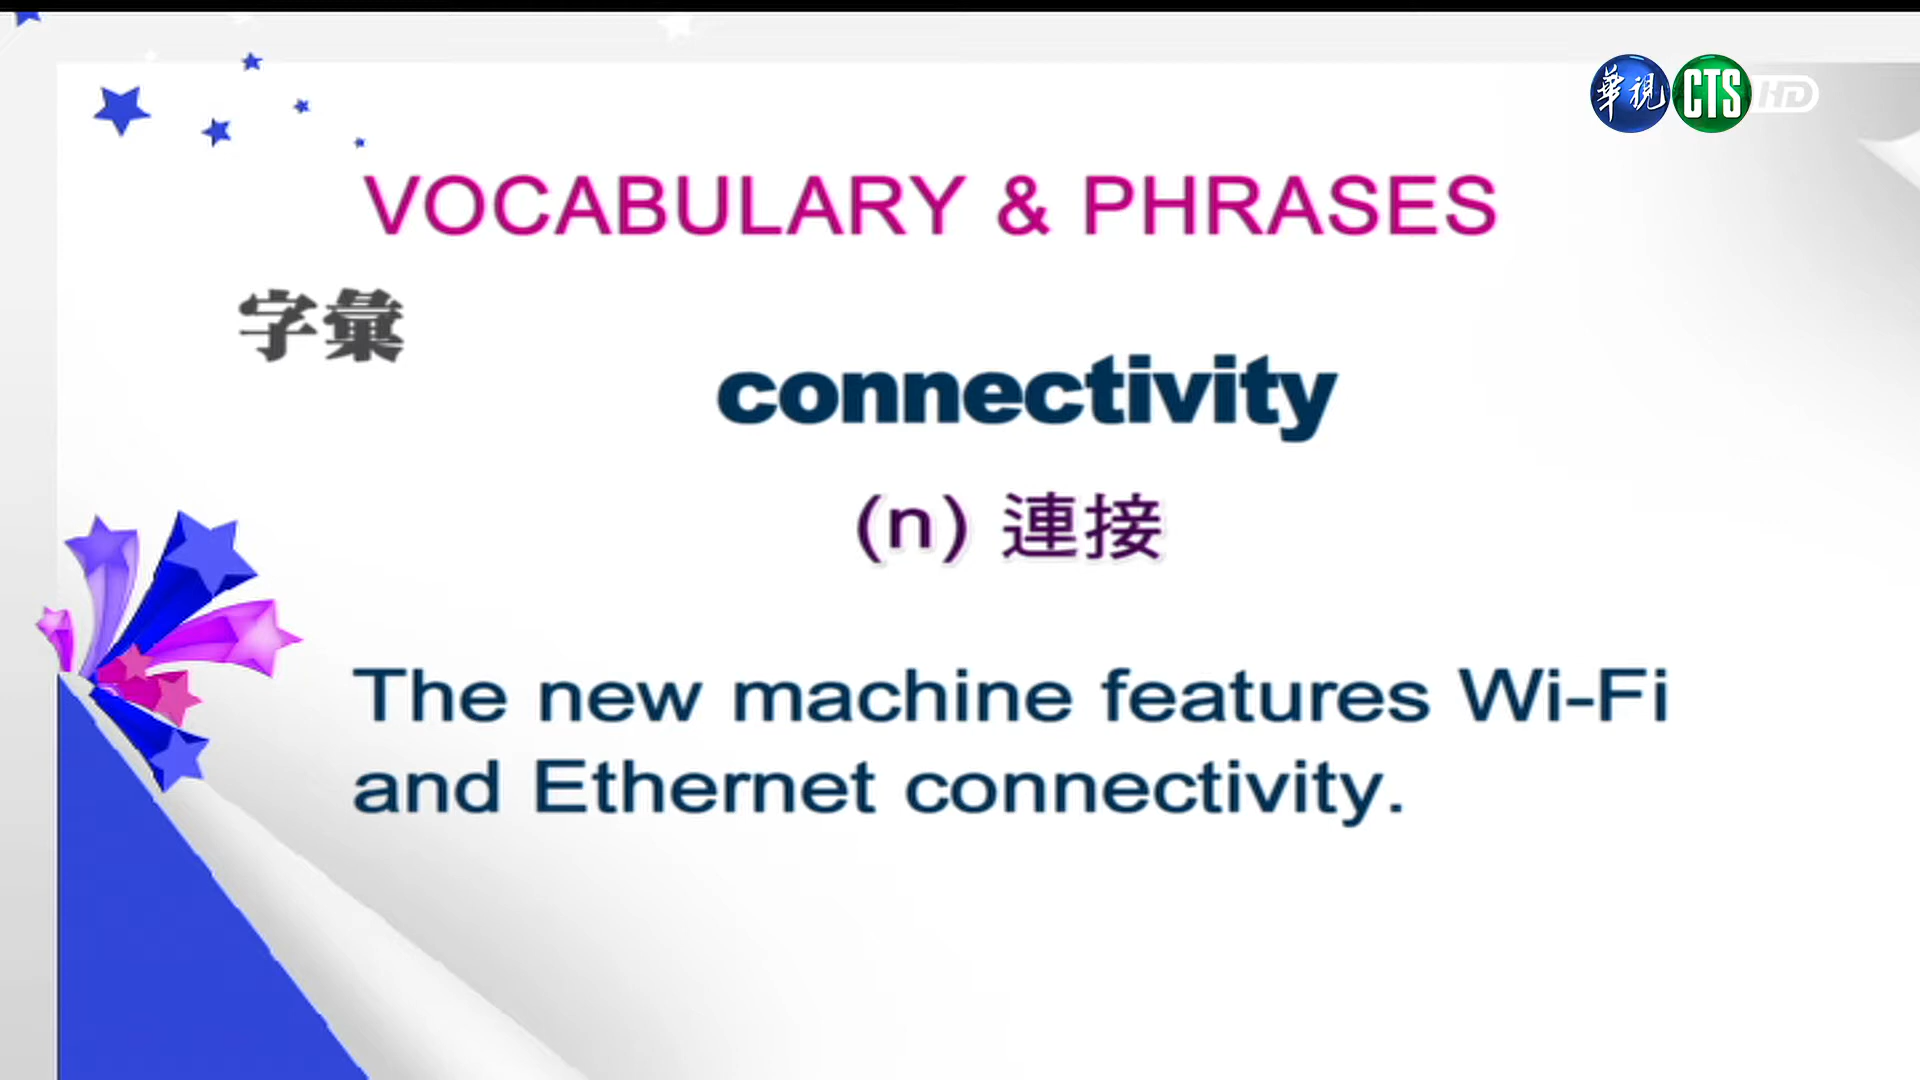 華視 CTS HD
VOCABULARY & PHRASES
字彙
connectivity
(n) 連接
The new machine features Wi-Fi
and Ethernet connectivity.